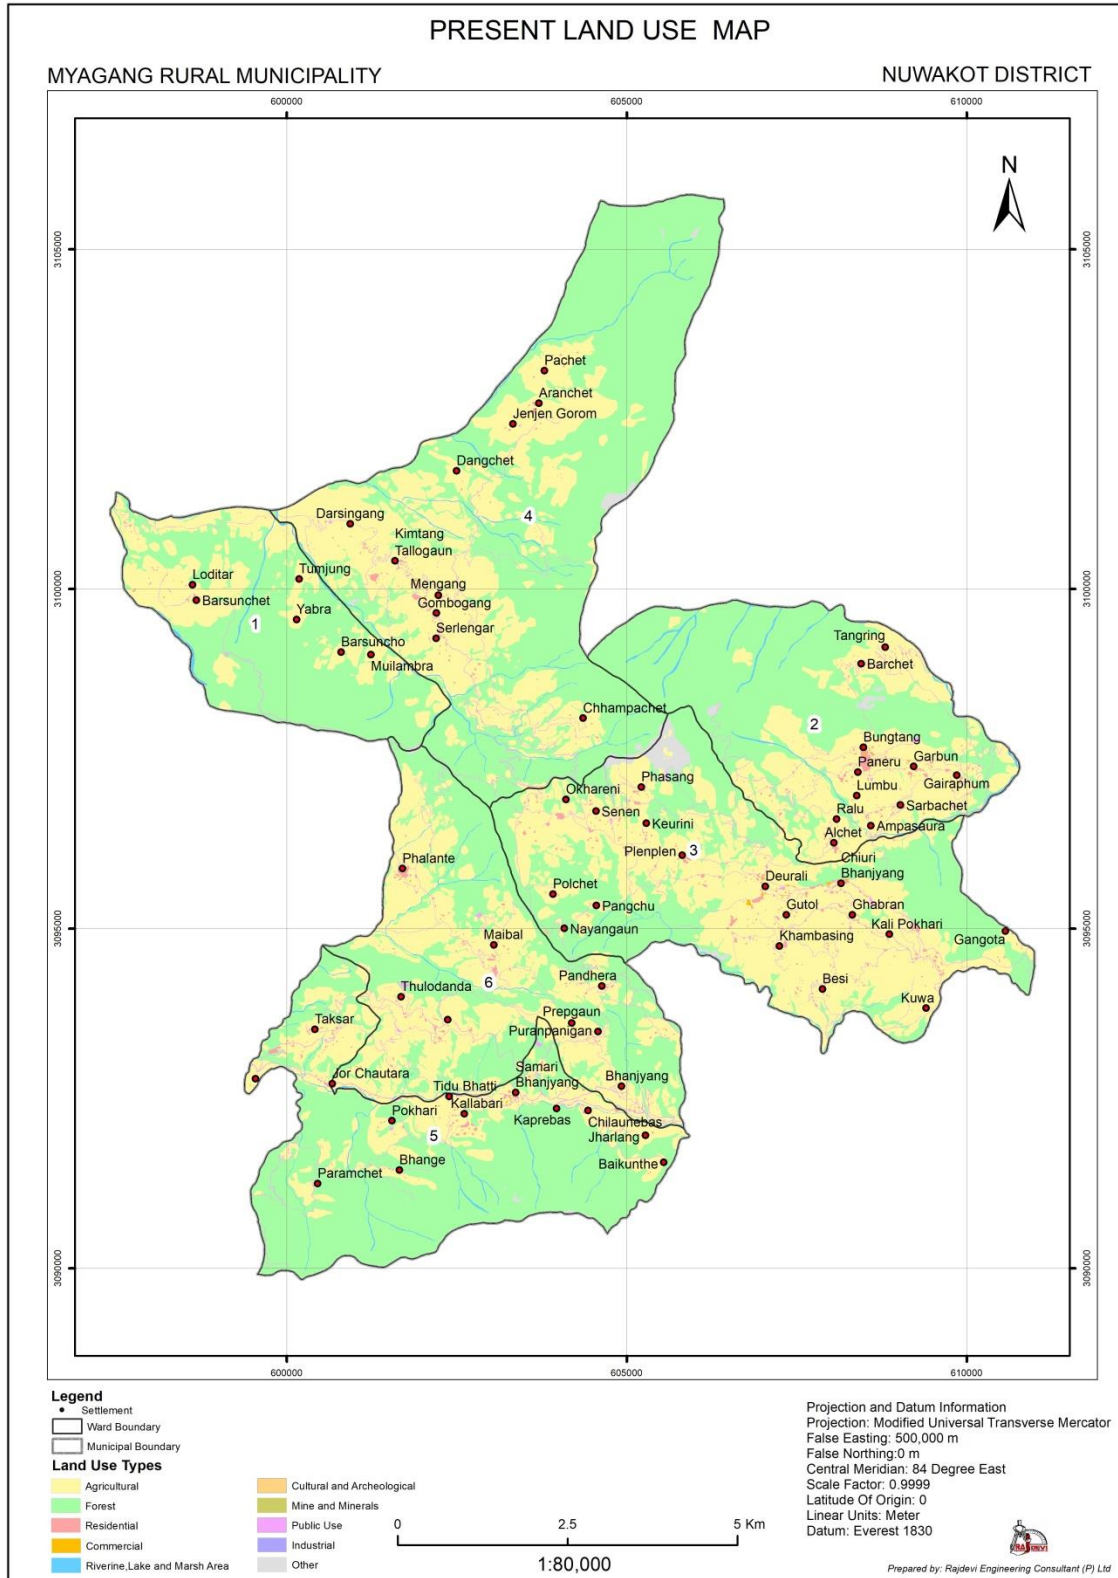 PRESENT LAND USE MAP
MYAGANG RURAL MUNICIPALITY
NUWAKOT DISTRICT
600000
605000
610000
N
3105000
3105000
Pachet
Aranchet
Jenjen Gorom
Dangchet
4
Darsingang
Kimtang
Tallogaun
3100000
3100000
Loditar
Tumjung
Mengang
Barsunchet
Gombogang
Yabra
1
Serlengar
Tangring
Barsuncho
Muilambra
Barchet
Chhampachet
2
Bungtang
Paneru
Garbun
Phasang
Gairaphum
Okhareni
Lumbu
Senen
Sarbachet
Keurini
Ralu
Ampasaura
Alchet
Plenplen
3
Chiuri
Bhanjyang
Phalante
Deurali
Polchet
Pangchu
Gutol
Ghabran
3095000
3095000
Nayangaun
Kali Pokhari
Gangota
Maibal
Khambasing
6
Pandhera
Besi
Thulodanda
Kuwa
Prepgaun
Taksar
Puranpanigan
Jor Chautara
Samari
Bhanjyang
Bhanjyang
Tidu Bhatti
Pokhari
Kallabari
Kaprebas
Chilaunebas
5
Jharlang
Bhange
Baikunthe
Paramchet
3090000
3090000
600000
605000
610000
Legend
Settlement
Ward Boundary
Municipal Boundary
Land Use Types
Agricultural
Forest
Residential
Commercial
Riverine,Lake and Marsh Area
Cultural and Archeological
Mine and Minerals
Public Use
Industrial
Other
0 2.5 5 Km
1:80,000
Projection and Datum Information
Projection: Modified Universal Transverse Mercator
False Easting: 500,000 m
False Northing:0 m
Central Meridian: 84 Degree East
Scale Factor: 0.9999
Latitude Of Origin: 0
Linear Units: Meter
Datum: Everest 1830
Prepared by: Rajdevi Engineering Consultant (P) Ltd